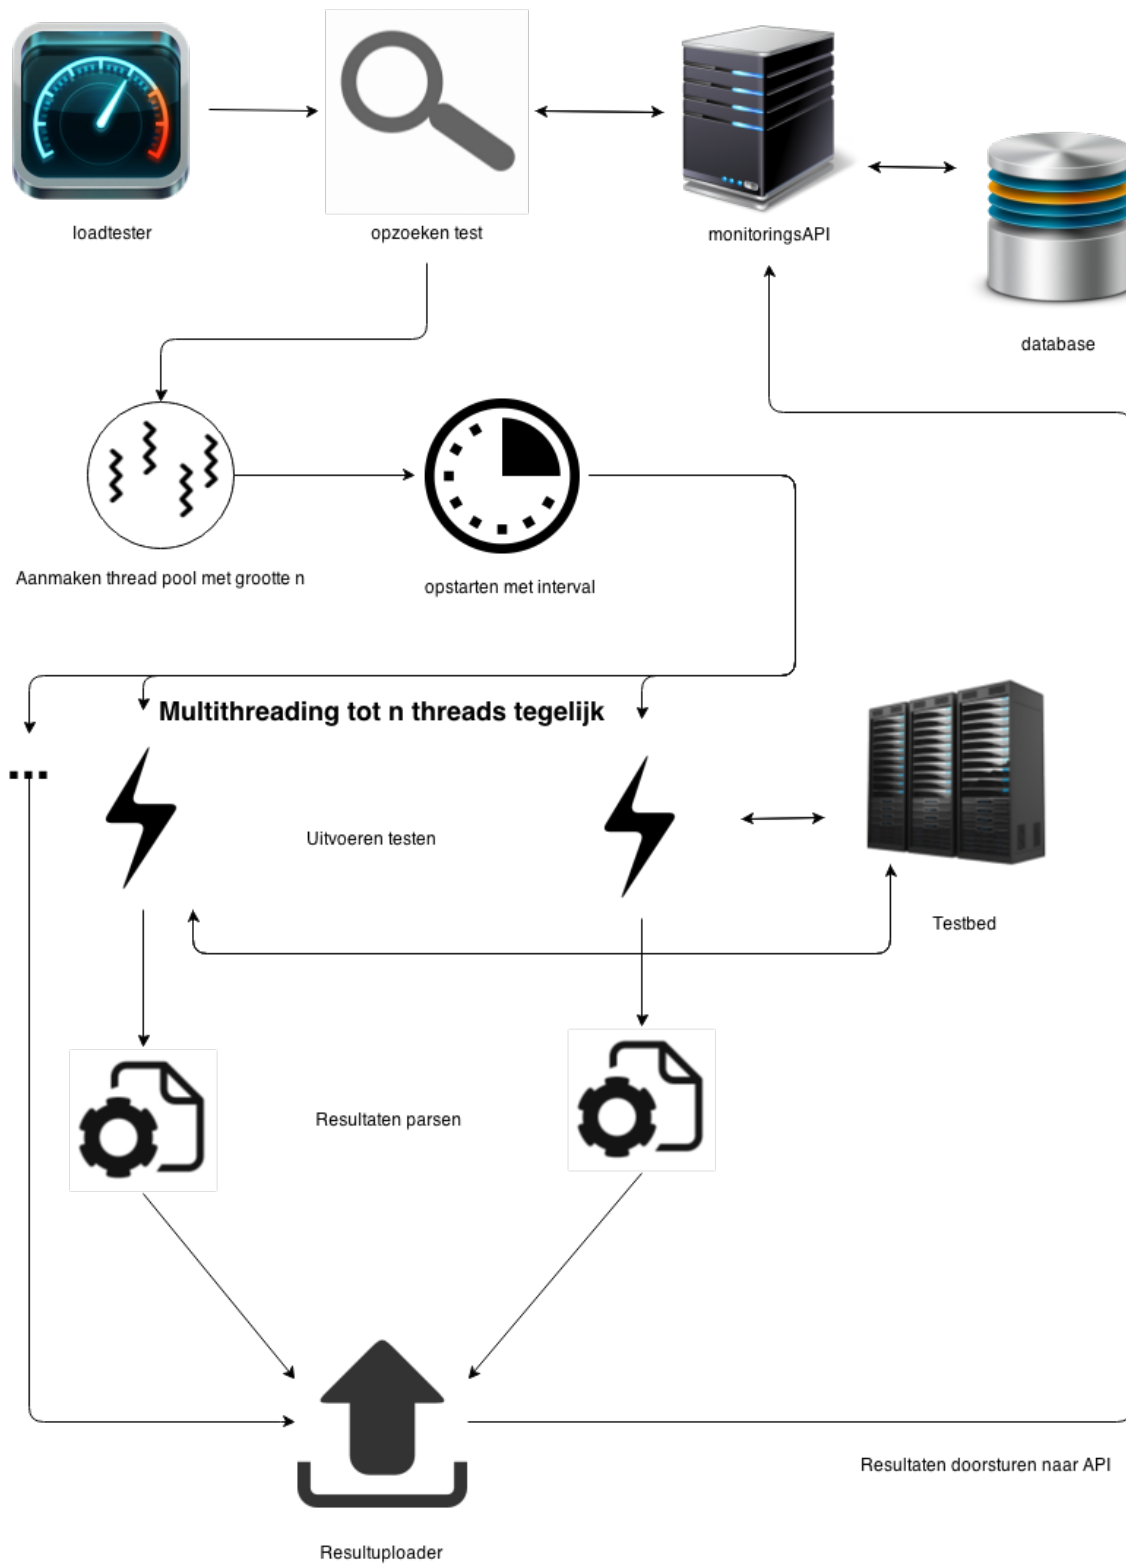 loadtester
opzoeken test
monitoringsAPI
database
Aanmaken thread pool met grootte n
opstarten met interval
Multithreading tot n threads tegelijk
...
Uitvoeren testen
Testbed
Resultaten parsen
Resultaten doorsturen naar API
Resultuploader